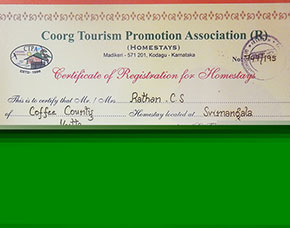 Coorg Tourism Promotion Association (R)
(HOMESTAYS)
Madikeri - 571 201, Kodagu - Karnataka
No:
Certificate of Registration for Homestays
This is to certify that Mr / Mrs. Rathan. C.S
of Coffee County Homestay located at Srimangala